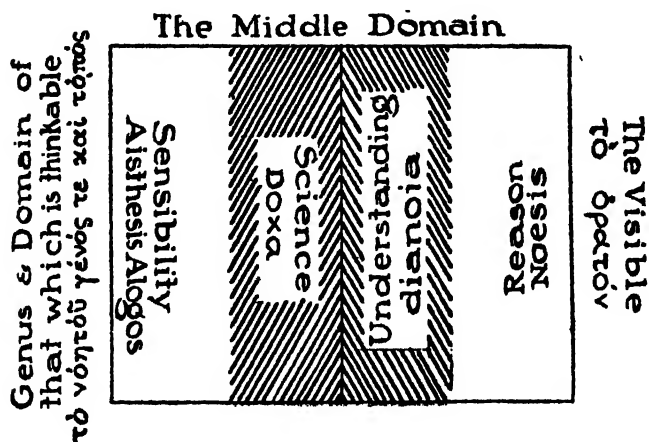 The Middle Domain
Genus & Domain of
that which is thinkable
τὸ νόητοῦ γένος τε καὶ τόπος
Sensibility
Aisthesis Alogos
Science
Doxa
Understanding
dianoia
Reason
Noesis
The Visible
τὸ ὁρατόν